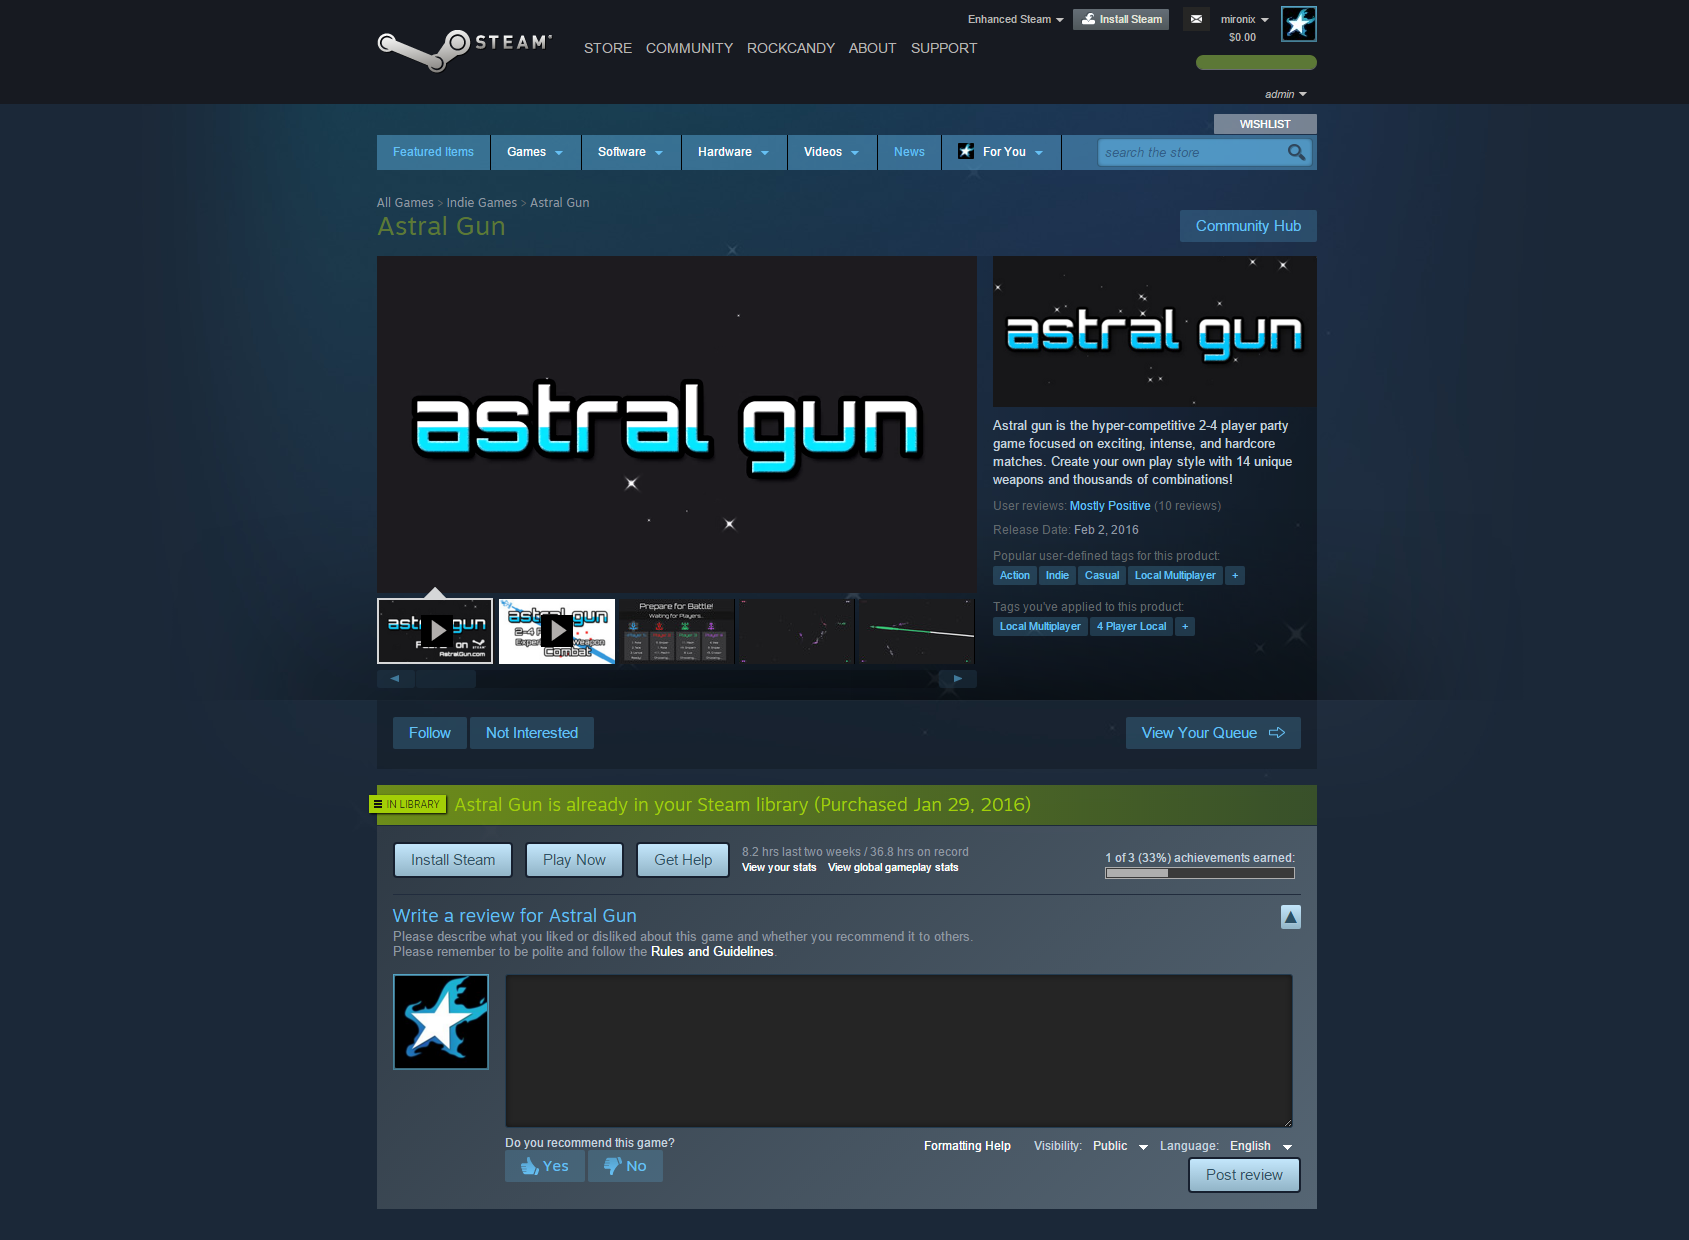 Enhanced Steam
Install Steam
mironix
$0.00
STEAM®
STORE COMMUNITY ROCKCANDY ABOUT SUPPORT
admin
WISHLIST
Featured Items Games Software Hardware Videos News For You search the store
All Games > Indie Games > Astral Gun
Astral Gun
Community Hub
astral gun
astral gun
Astral gun is the hyper-competitive 2-4 player party
game focused on exciting, intense, and hardcore
matches. Create your own play style with 14 unique
weapons and thousands of combinations!
User reviews: Mostly Positive (10 reviews)
Release Date: Feb 2, 2016
Popular user-defined tags for this product:
Action Indie Casual Local Multiplayer +
Tags you've applied to this product:
Local Multiplayer 4 Player Local +
on
AstralGun.com
astral gun
Combat
Prepare for Battle!
Waiting for Players...
Follow Not Interested View Your Queue
IN LIBRARY Astral Gun is already in your Steam library (Purchased Jan 29, 2016)
Install Steam Play Now Get Help
8.2 hrs last two weeks / 36.8 hrs on record
View your stats View global gameplay stats
1 of 3 (33%) achievements earned:
Write a review for Astral Gun
Please describe what you liked or disliked about this game and whether you recommend it to others.
Please remember to be polite and follow the Rules and Guidelines.
Do you recommend this game?
Yes No
Formatting Help Visibility: Public Language: English
Post review